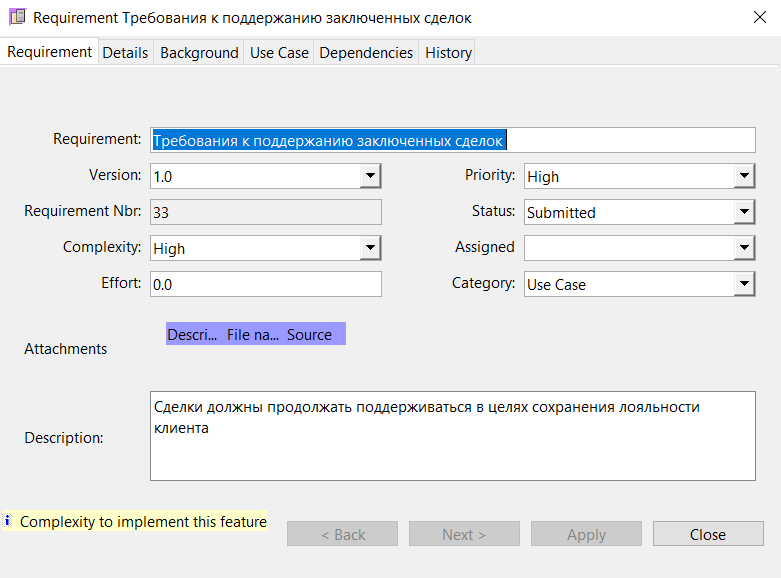 Requirement Требования к поддержанию заключенных сделок
Requirement Details Background Use Case Dependencies History
Requirement: Требования к поддержанию заключенных сделок
Version: 1.0 Priority: High
Requirement Nbr: 33 Status: Submitted
Complexity: High Assigned
Effort: 0.0 Category: Use Case
Attachments Descri... File na... Source
Description: Сделки должны продолжать поддерживаться в целях сохранения лояльности
клиента
Complexity to implement this feature
< Back Next > Apply Close